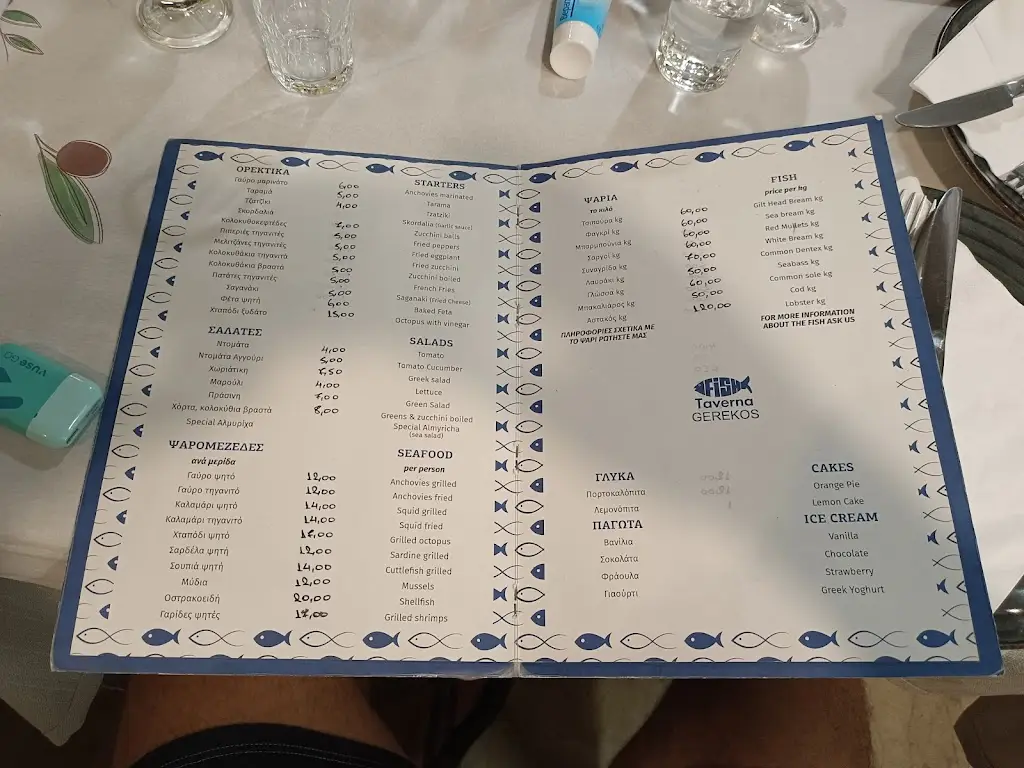 ΟΡΕΚΤΙΚΑ
Γαύρο μαρινάτο 6,00
Ταραμά 5,00
Τζατζίκι 4,00
Σκορδαλιά
Κολοκυθοκεφτέδες 7,00
Πιπεριές τηγανιτές 5,00
Μελιτζάνες τηγανιτές 5,00
Κολοκυθάκια τηγανιτά 5,00
Κολοκυθάκια βραστά 5,00
Πατάτες τηγανιτές 5,00
Σαγανάκι 5,00
Φέτα ψητή 6,00
Χταπόδι ξυδάτο 15,00
ΣΑΛΑΤΕΣ
Ντομάτα 4,00
Ντομάτα Αγγούρι 5,00
Χωριάτικη 7,50
Μαρούλι 4,00
Πράσινη 7,00
Χόρτα, κολοκύθια βραστά 8,00
Special Αλμυρίχα
ΨΑΡΟΜΕΖΕΔΕΣ
ανά μερίδα
Γαύρο ψητό 12,00
Γαύρο τηγανιτό 12,00
Καλαμάρι ψητό 14,00
Καλαμάρι τηγανιτό 14,00
Χταπόδι ψητό
Σαρδέλα ψητή 12,00
Σουπιά ψητή 14,00
Μύδια 12,00
Οστρακοειδή 20,00
Γαρίδες ψητές
STARTERS
Anchovies marinated
Tarama
Tzatziki
Skordalia (garlic sauce)
Zucchini balls
Fried peppers
Fried eggplant
Fried zucchini
Zucchini boiled
French Fries
Saganaki (Fried Cheese)
Baked Feta
Octopus with vinegar
SALADS
Tomato
Tomato Cucumber
Greek salad
Lettuce
Green Salad
Greens & zucchini boiled
Special Almyricha
(sea salad)
SEAFOOD
per person
Anchovies grilled
Anchovies fried
Squid grilled
Squid fried
Grilled octopus
Sardine grilled
Cuttlefish grilled
Mussels
Shellfish
Grilled shrimps
ΨΑΡΙΑ
το κιλό
Τσιπούρα kg 60,00
Φαγκρί kg 60,00
Μπαρμπούνια kg 60,00
Σαργοί kg 60,00
Συναγρίδα kg 70,00
Λαυράκι kg 50,00
Γλώσσα kg 60,00
Μπακαλιάρος kg 50,00
Αστακός kg 120,00
ΠΛΗΡΟΦΟΡΙΕΣ ΣΧΕΤΙΚΑ ΜΕ
ΤΟ ΨΑΡΙ ΡΩΤΗΣΤΕ ΜΑΣ
FISH
price per kg
Gilt Head Bream kg
Sea bream kg
Red Mullets kg
White Bream kg
Common Dentex kg
Seabass kg
Common sole kg
Cod kg
Lobster kg
FOR MORE INFORMATION
ABOUT THE FISH ASK US
FISH
Taverna
GEREKOS
ΓΛΥΚΑ
Πορτοκαλόπιτα
Λεμονόπιτα
ΠΑΓΩΤΑ
Βανίλια
Σοκολάτα
Φράουλα
Γιαούρτι
CAKES
Orange Pie
Lemon Cake
ICE CREAM
Vanilla
Chocolate
Strawberry
Greek Yoghurt
vuse GO